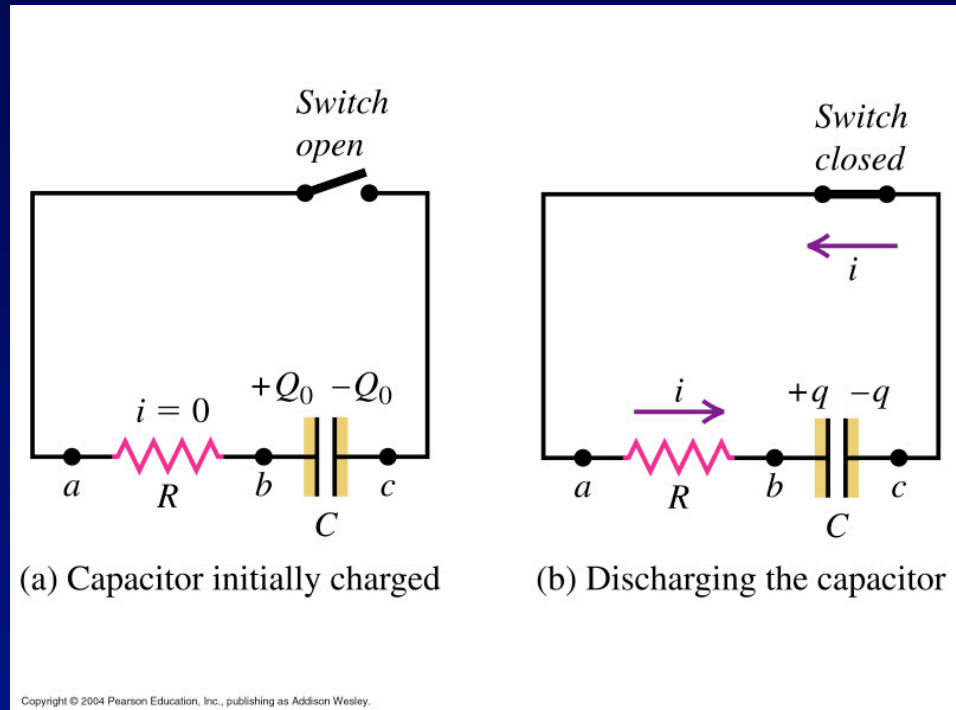 Switch
open
i = 0
+Q₀ −Q₀
a
R
b
c
C
(a) Capacitor initially charged
Switch
closed
i
i
+q −q
a
R
b
c
C
(b) Discharging the capacitor
Copyright © 2004 Pearson Education, Inc., publishing as Addison Wesley.